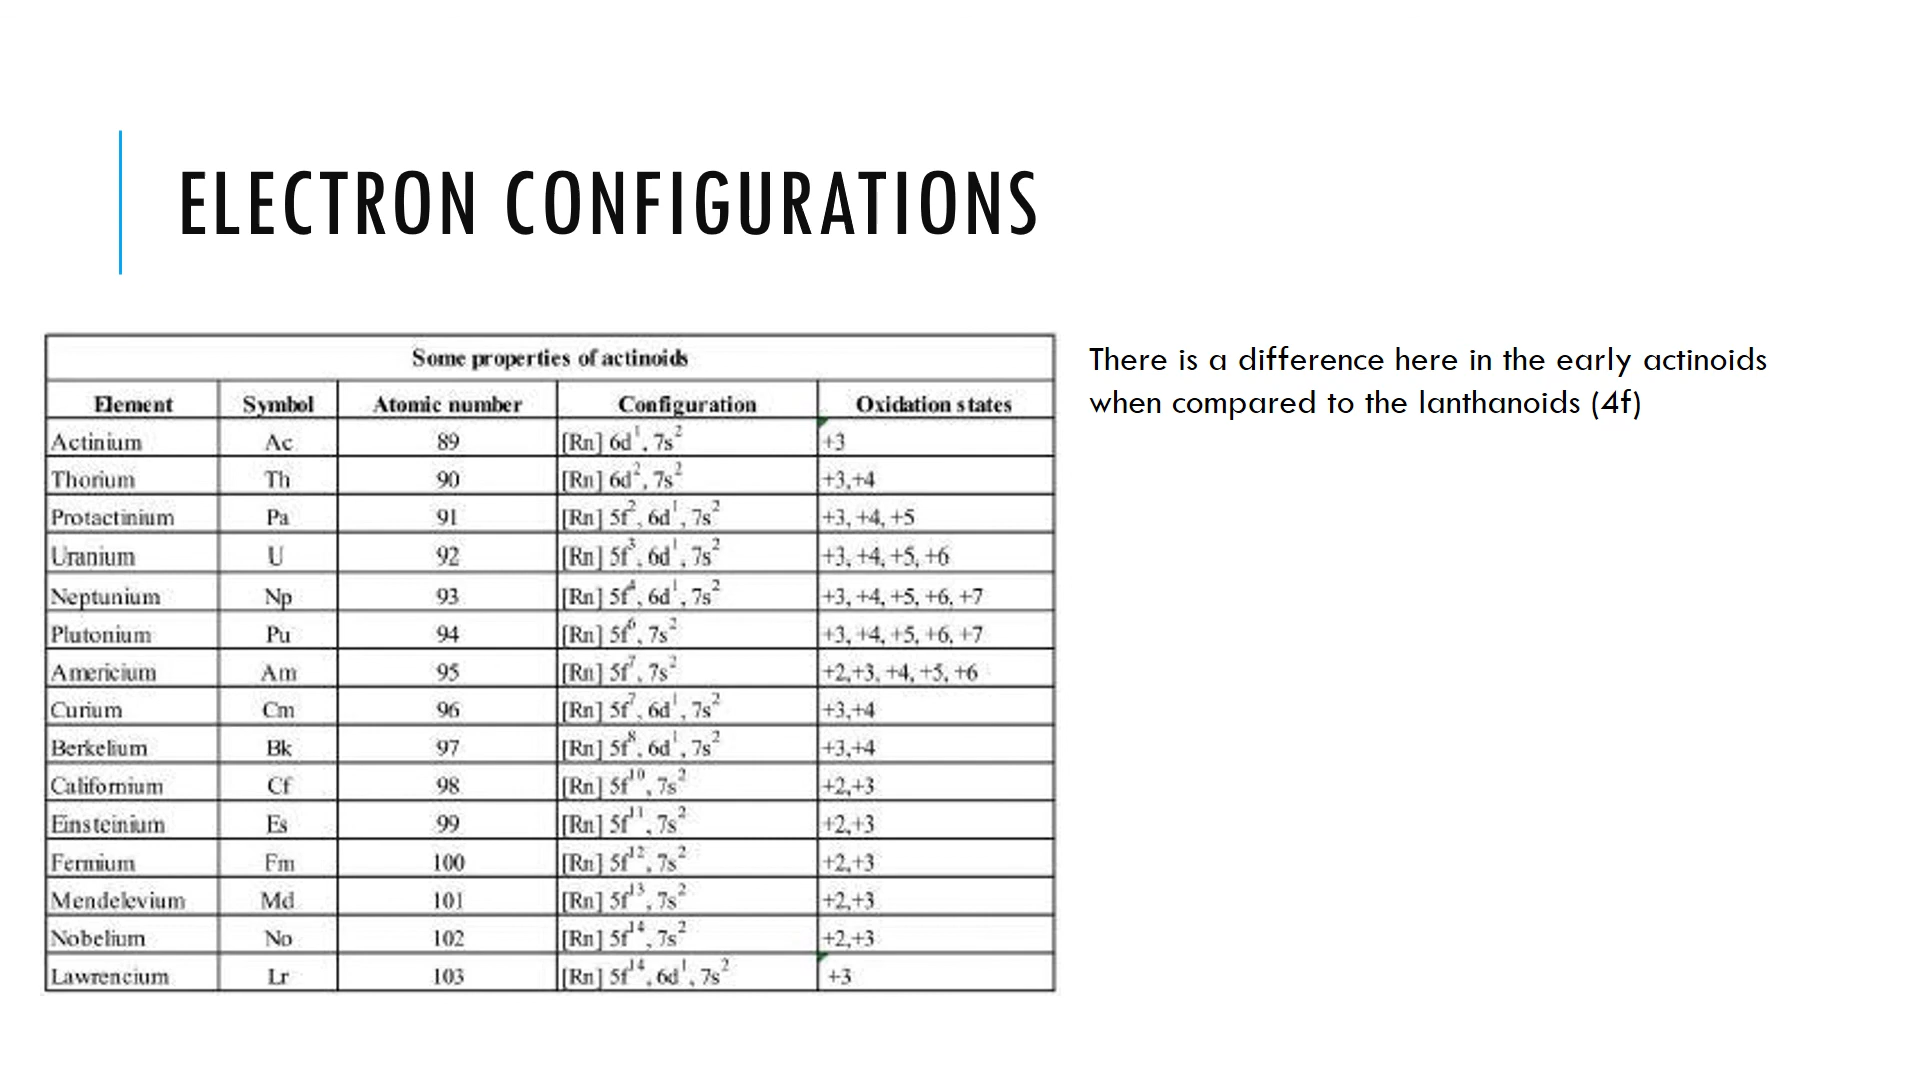 ELECTRON CONFIGURATIONS
Some properties of actinoids
Element Symbol Atomic number Configuration Oxidation states
Actinium Ac 89 [Rn] 6d¹, 7s² +3
Thorium Th 90 [Rn] 6d², 7s² +3,+4
Protactinium Pa 91 [Rn] 5f², 6d¹, 7s² +3, +4, +5
Uranium U 92 [Rn] 5f³, 6d¹, 7s² +3, +4, +5, +6
Neptunium Np 93 [Rn] 5f⁴, 6d¹, 7s² +3, +4, +5, +6, +7
Plutonium Pu 94 [Rn] 5f⁶, 7s² +3, +4, +5, +6, +7
Americium Am 95 [Rn] 5f⁷, 7s² +2,+3, +4, +5, +6
Curium Cm 96 [Rn] 5f⁷, 6d¹, 7s² +3,+4
Berkelium Bk 97 [Rn] 5f⁸, 6d¹, 7s² +3,+4
Californium Cf 98 [Rn] 5f¹⁰, 7s² +2,+3
Einsteinium Es 99 [Rn] 5f¹¹, 7s² +2,+3
Fermium Fm 100 [Rn] 5f¹², 7s² +2,+3
Mendelevium Md 101 [Rn] 5f¹³, 7s² +2,+3
Nobelium No 102 [Rn] 5f¹⁴, 7s² +2,+3
Lawrencium Lr 103 [Rn] 5f¹⁴, 6d¹, 7s² +3
There is a difference here in the early actinoids
when compared to the lanthanoids (4f)